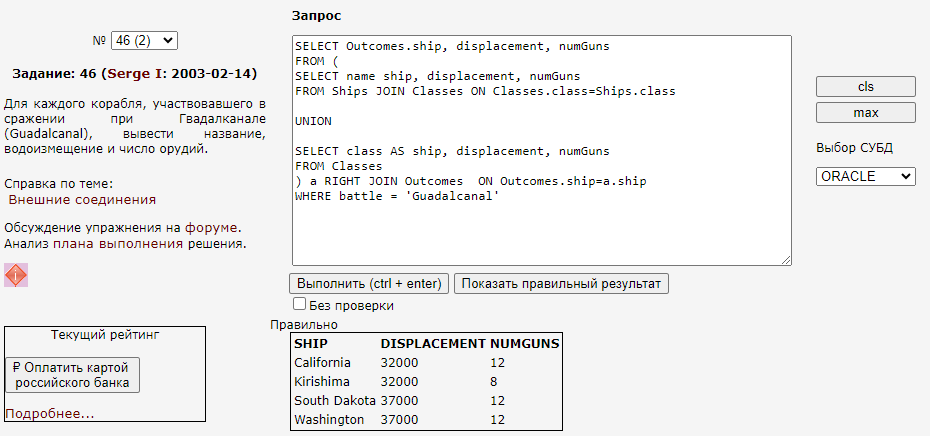 № 46 (2)
Задание: 46 (Serge I: 2003-02-14)
Для каждого корабля, участвовавшего в
сражении при Гвадалканале
(Guadalcanal), вывести название,
водоизмещение и число орудий.
Справка по теме:
Внешние соединения
Обсуждение упражнения на форуме.
Анализ плана выполнения решения.
Текущий рейтинг
₽ Оплатить картой
российского банка
Подробнее...
Запрос
SELECT Outcomes.ship, displacement, numGuns
FROM (
SELECT name ship, displacement, numGuns
FROM Ships JOIN Classes ON Classes.class=Ships.class
UNION
SELECT class AS ship, displacement, numGuns
FROM Classes
) a RIGHT JOIN Outcomes  ON Outcomes.ship=a.ship
WHERE battle = 'Guadalcanal'
Выполнить (ctrl + enter) Показать правильный результат
Без проверки
Правильно
SHIP DISPLACEMENT NUMGUNS
California 32000 12
Kirishima 32000 8
South Dakota 37000 12
Washington 37000 12
cls
max
Выбор СУБД
ORACLE